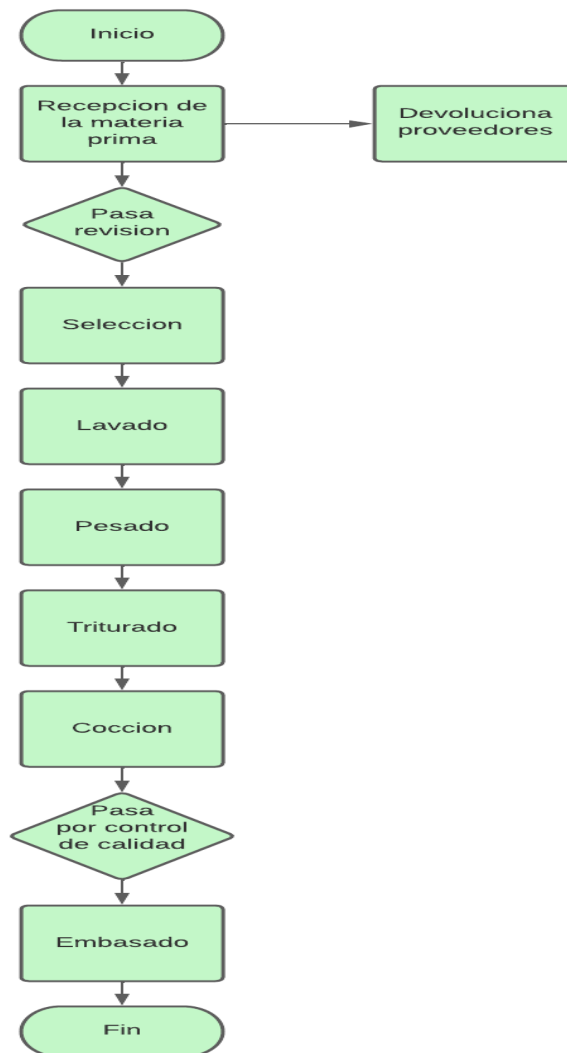 Inicio
Recepcion de
la materia
prima
Devoluciona
proveedores
Pasa
revision
Seleccion
Lavado
Pesado
Triturado
Coccion
Pasa
por control
de calidad
Embasado
Fin